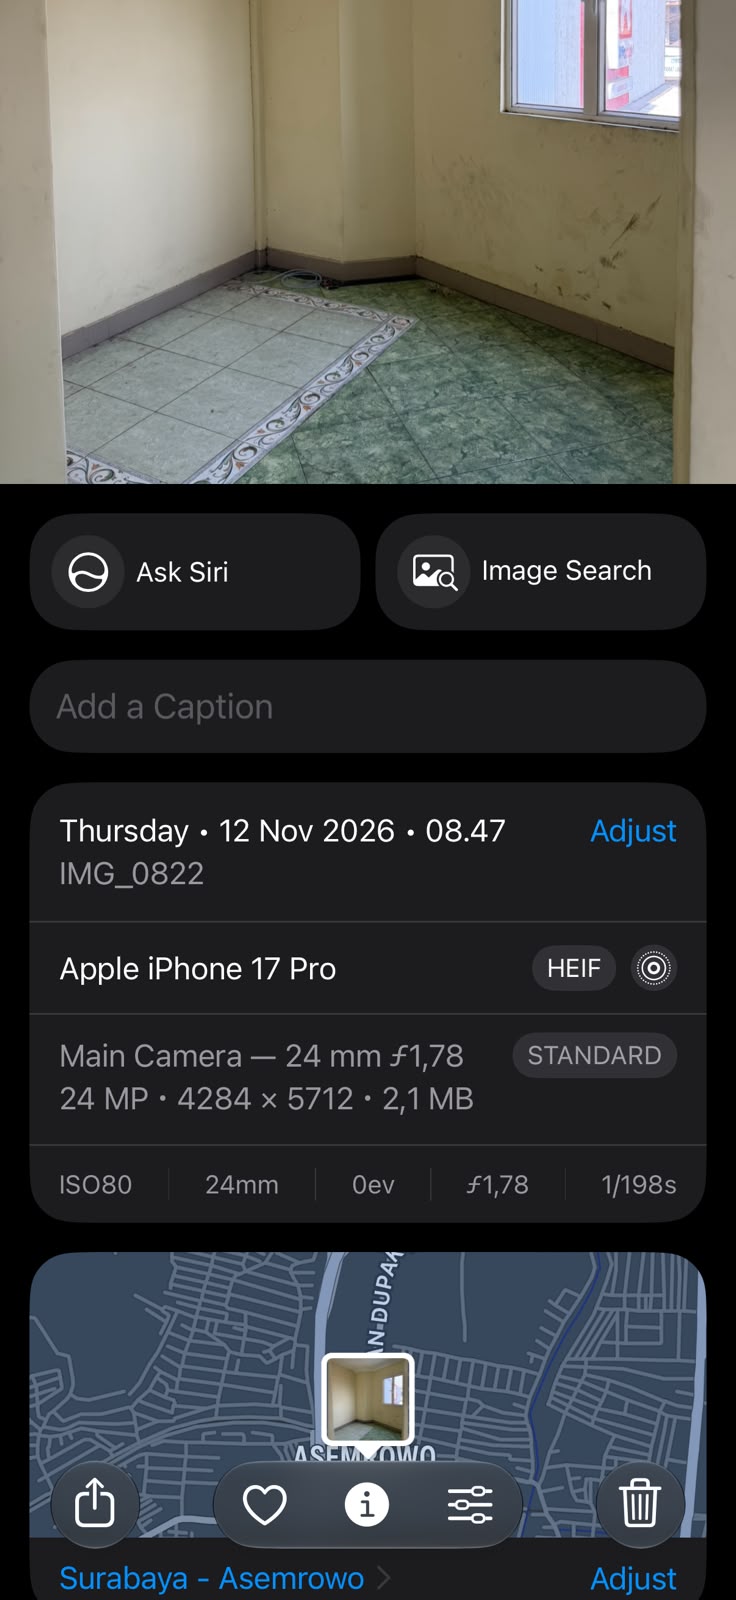 Ask Siri
Image Search
Add a Caption
Thursday • 12 Nov 2026 • 08.47
Adjust
IMG_0822
Apple iPhone 17 Pro
HEIF
Main Camera — 24 mm ƒ1,78
STANDARD
24 MP • 4284 × 5712 • 2,1 MB
ISO80
24mm
0ev
ƒ1,78
1/198s
ASEMROWO
Surabaya - Asemrowo
Adjust